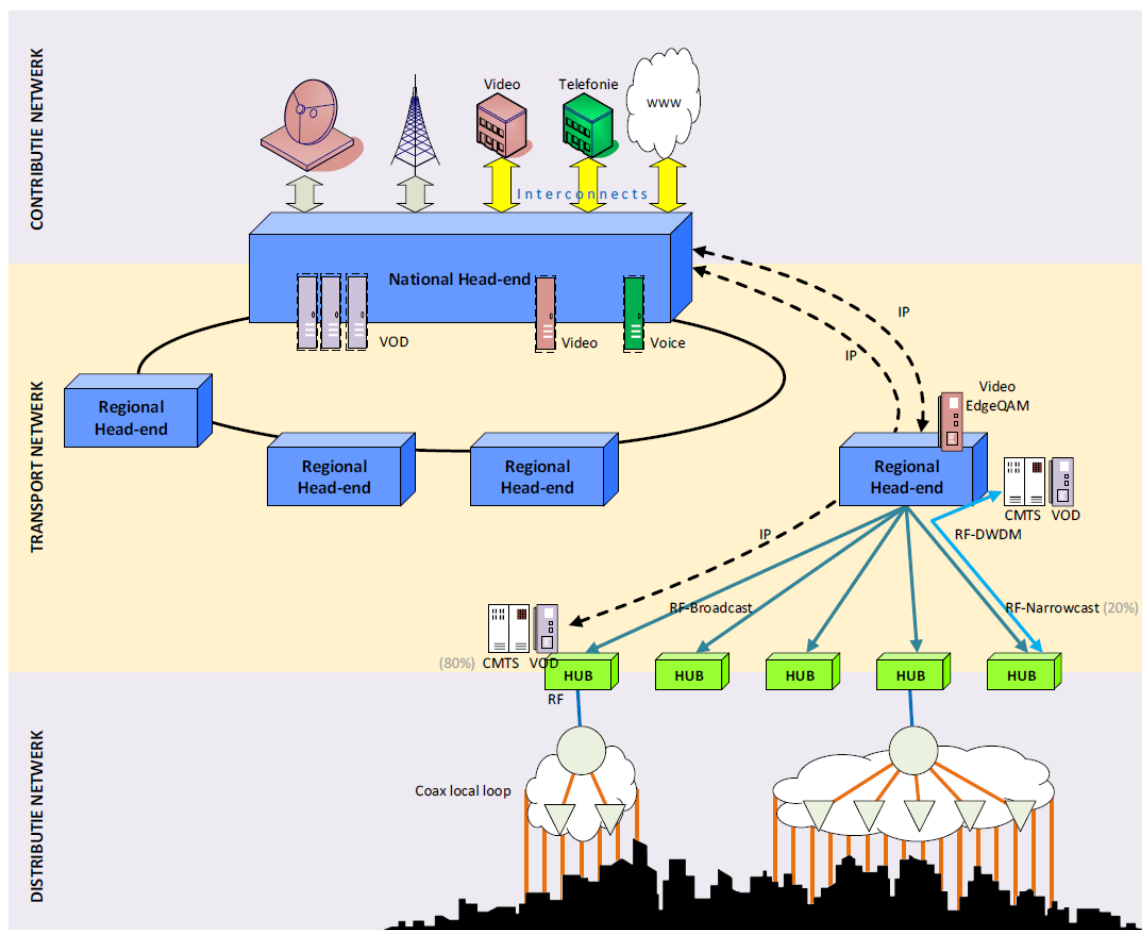 CONTRIBUTIE NETWERK
Video
Telefonie
WWW
Interconnects
National Head-end
VOD
Video
Voice
IP
IP
TRANSPORT NETWERK
Regional
Head-end
Regional
Head-end
Regional
Head-end
Video
EdgeQAM
Regional
Head-end
CMTS
VOD
RF-DWDM
IP
RF-Broadcast
RF-Narrowcast (20%)
(80%) CMTS VOD
HUB
HUB
HUB
HUB
HUB
RF
DISTRIBUTIE NETWERK
Coax local loop